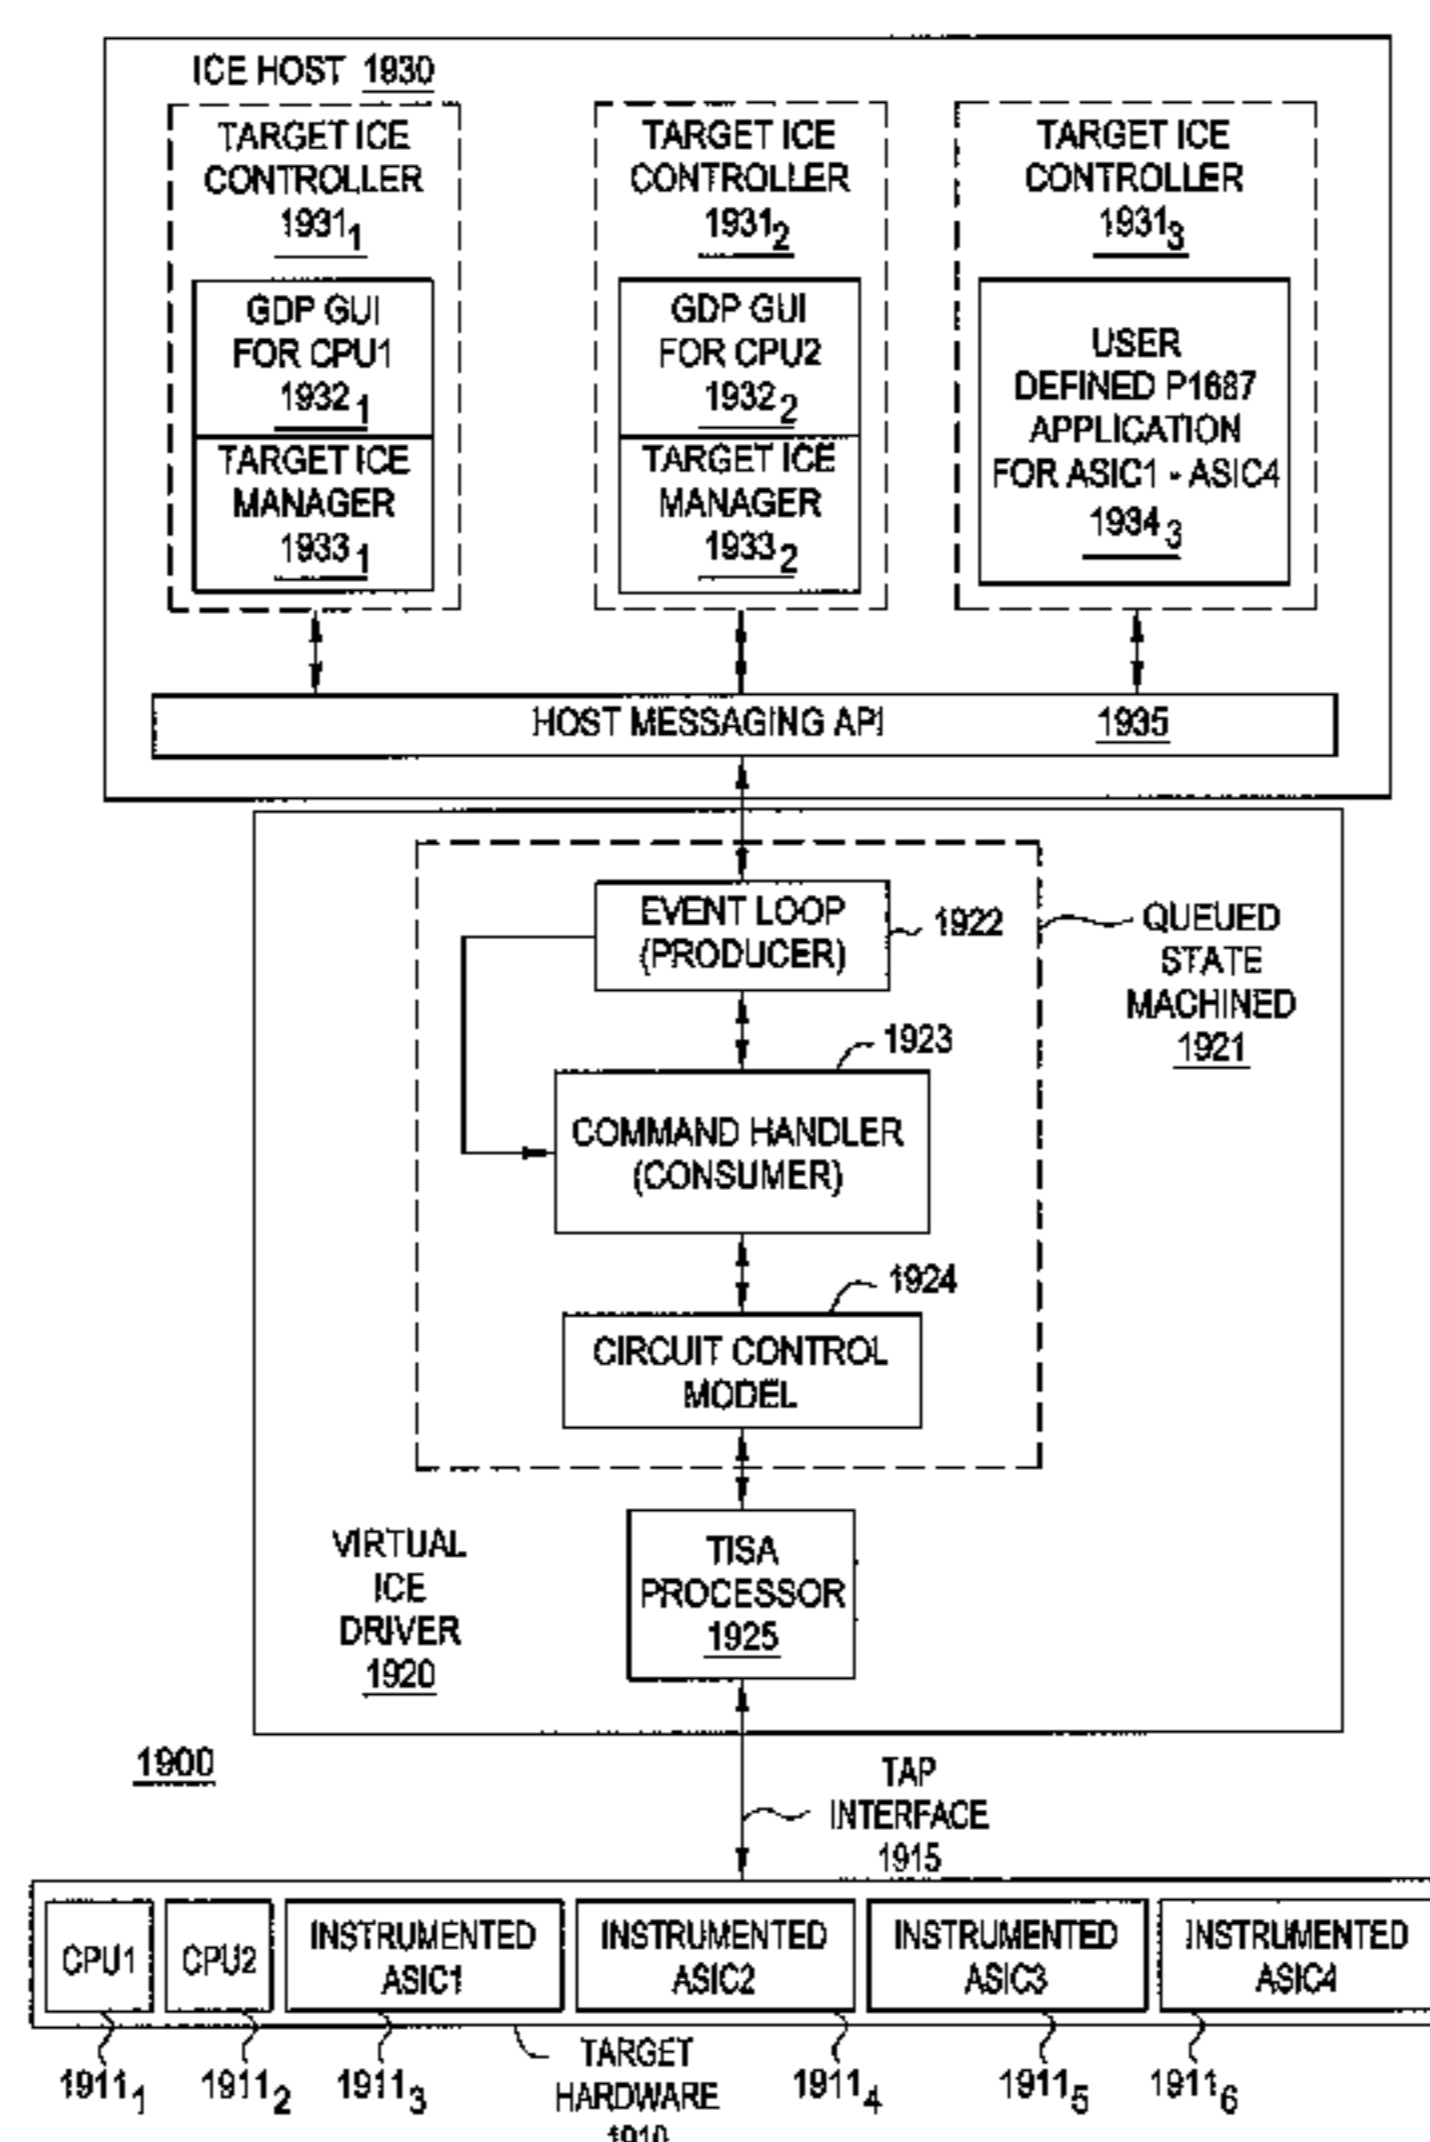 ICE HOST 1930
TARGET ICE
CONTROLLER
1931₁
GDP GUI
FOR CPU1
1932₁
TARGET ICE
MANAGER
1933₁
TARGET ICE
CONTROLLER
1931₂
GDP GUI
FOR CPU2
1932₂
TARGET ICE
MANAGER
1933₂
TARGET ICE
CONTROLLER
1931₃
USER
DEFINED P1687
APPLICATION
FOR ASIC1 - ASIC4
1934₃
HOST MESSAGING API 1935
EVENT LOOP
(PRODUCER)
1922
QUEUED
STATE
MACHINED
1921
1923
COMMAND HANDLER
(CONSUMER)
1924
CIRCUIT CONTROL
MODEL
VIRTUAL
ICE
DRIVER
1920
TISA
PROCESSOR
1925
1900
TAP
INTERFACE
1915
CPU1
CPU2
INSTRUMENTED
ASIC1
INSTRUMENTED
ASIC2
INSTRUMENTED
ASIC3
INSTRUMENTED
ASIC4
1911₁
1911₂
1911₃
TARGET
HARDWARE
1910
1911₄
1911₅
1911₆